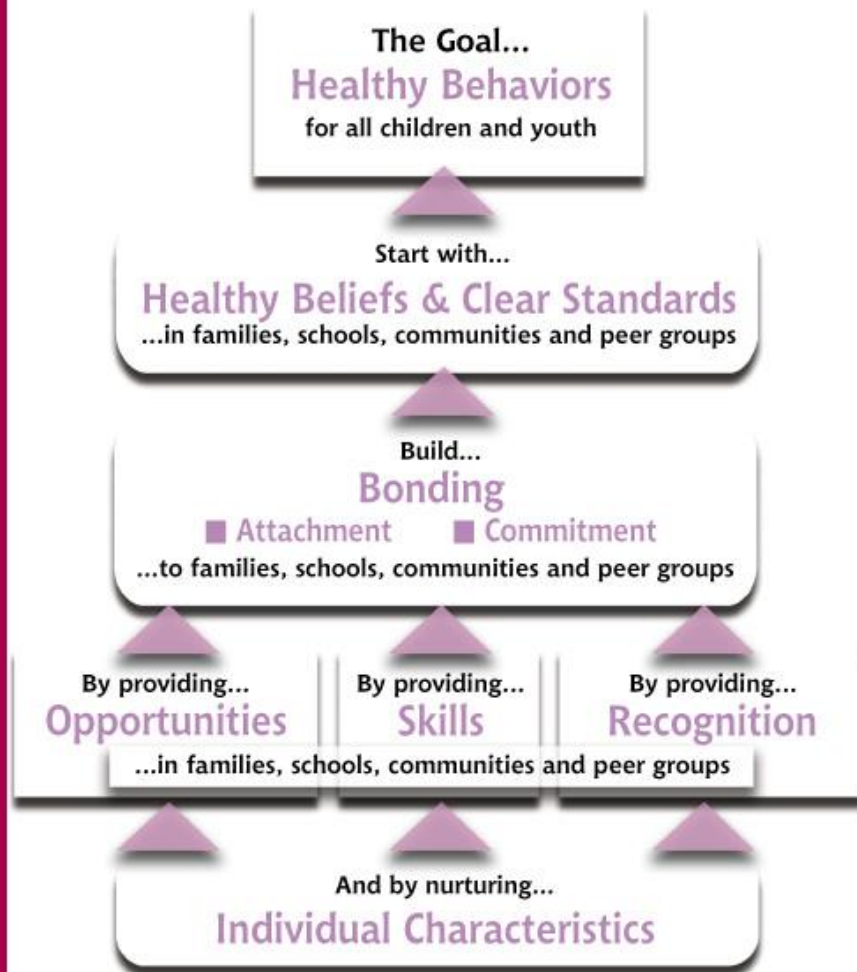 The Goal...
Healthy Behaviors
for all children and youth
Start with...
Healthy Beliefs & Clear Standards
...in families, schools, communities and peer groups
Build...
Bonding
■ Attachment ■ Commitment
...to families, schools, communities and peer groups
By providing... By providing... By providing...
Opportunities Skills Recognition
...in families, schools, communities and peer groups
And by nurturing...
Individual Characteristics